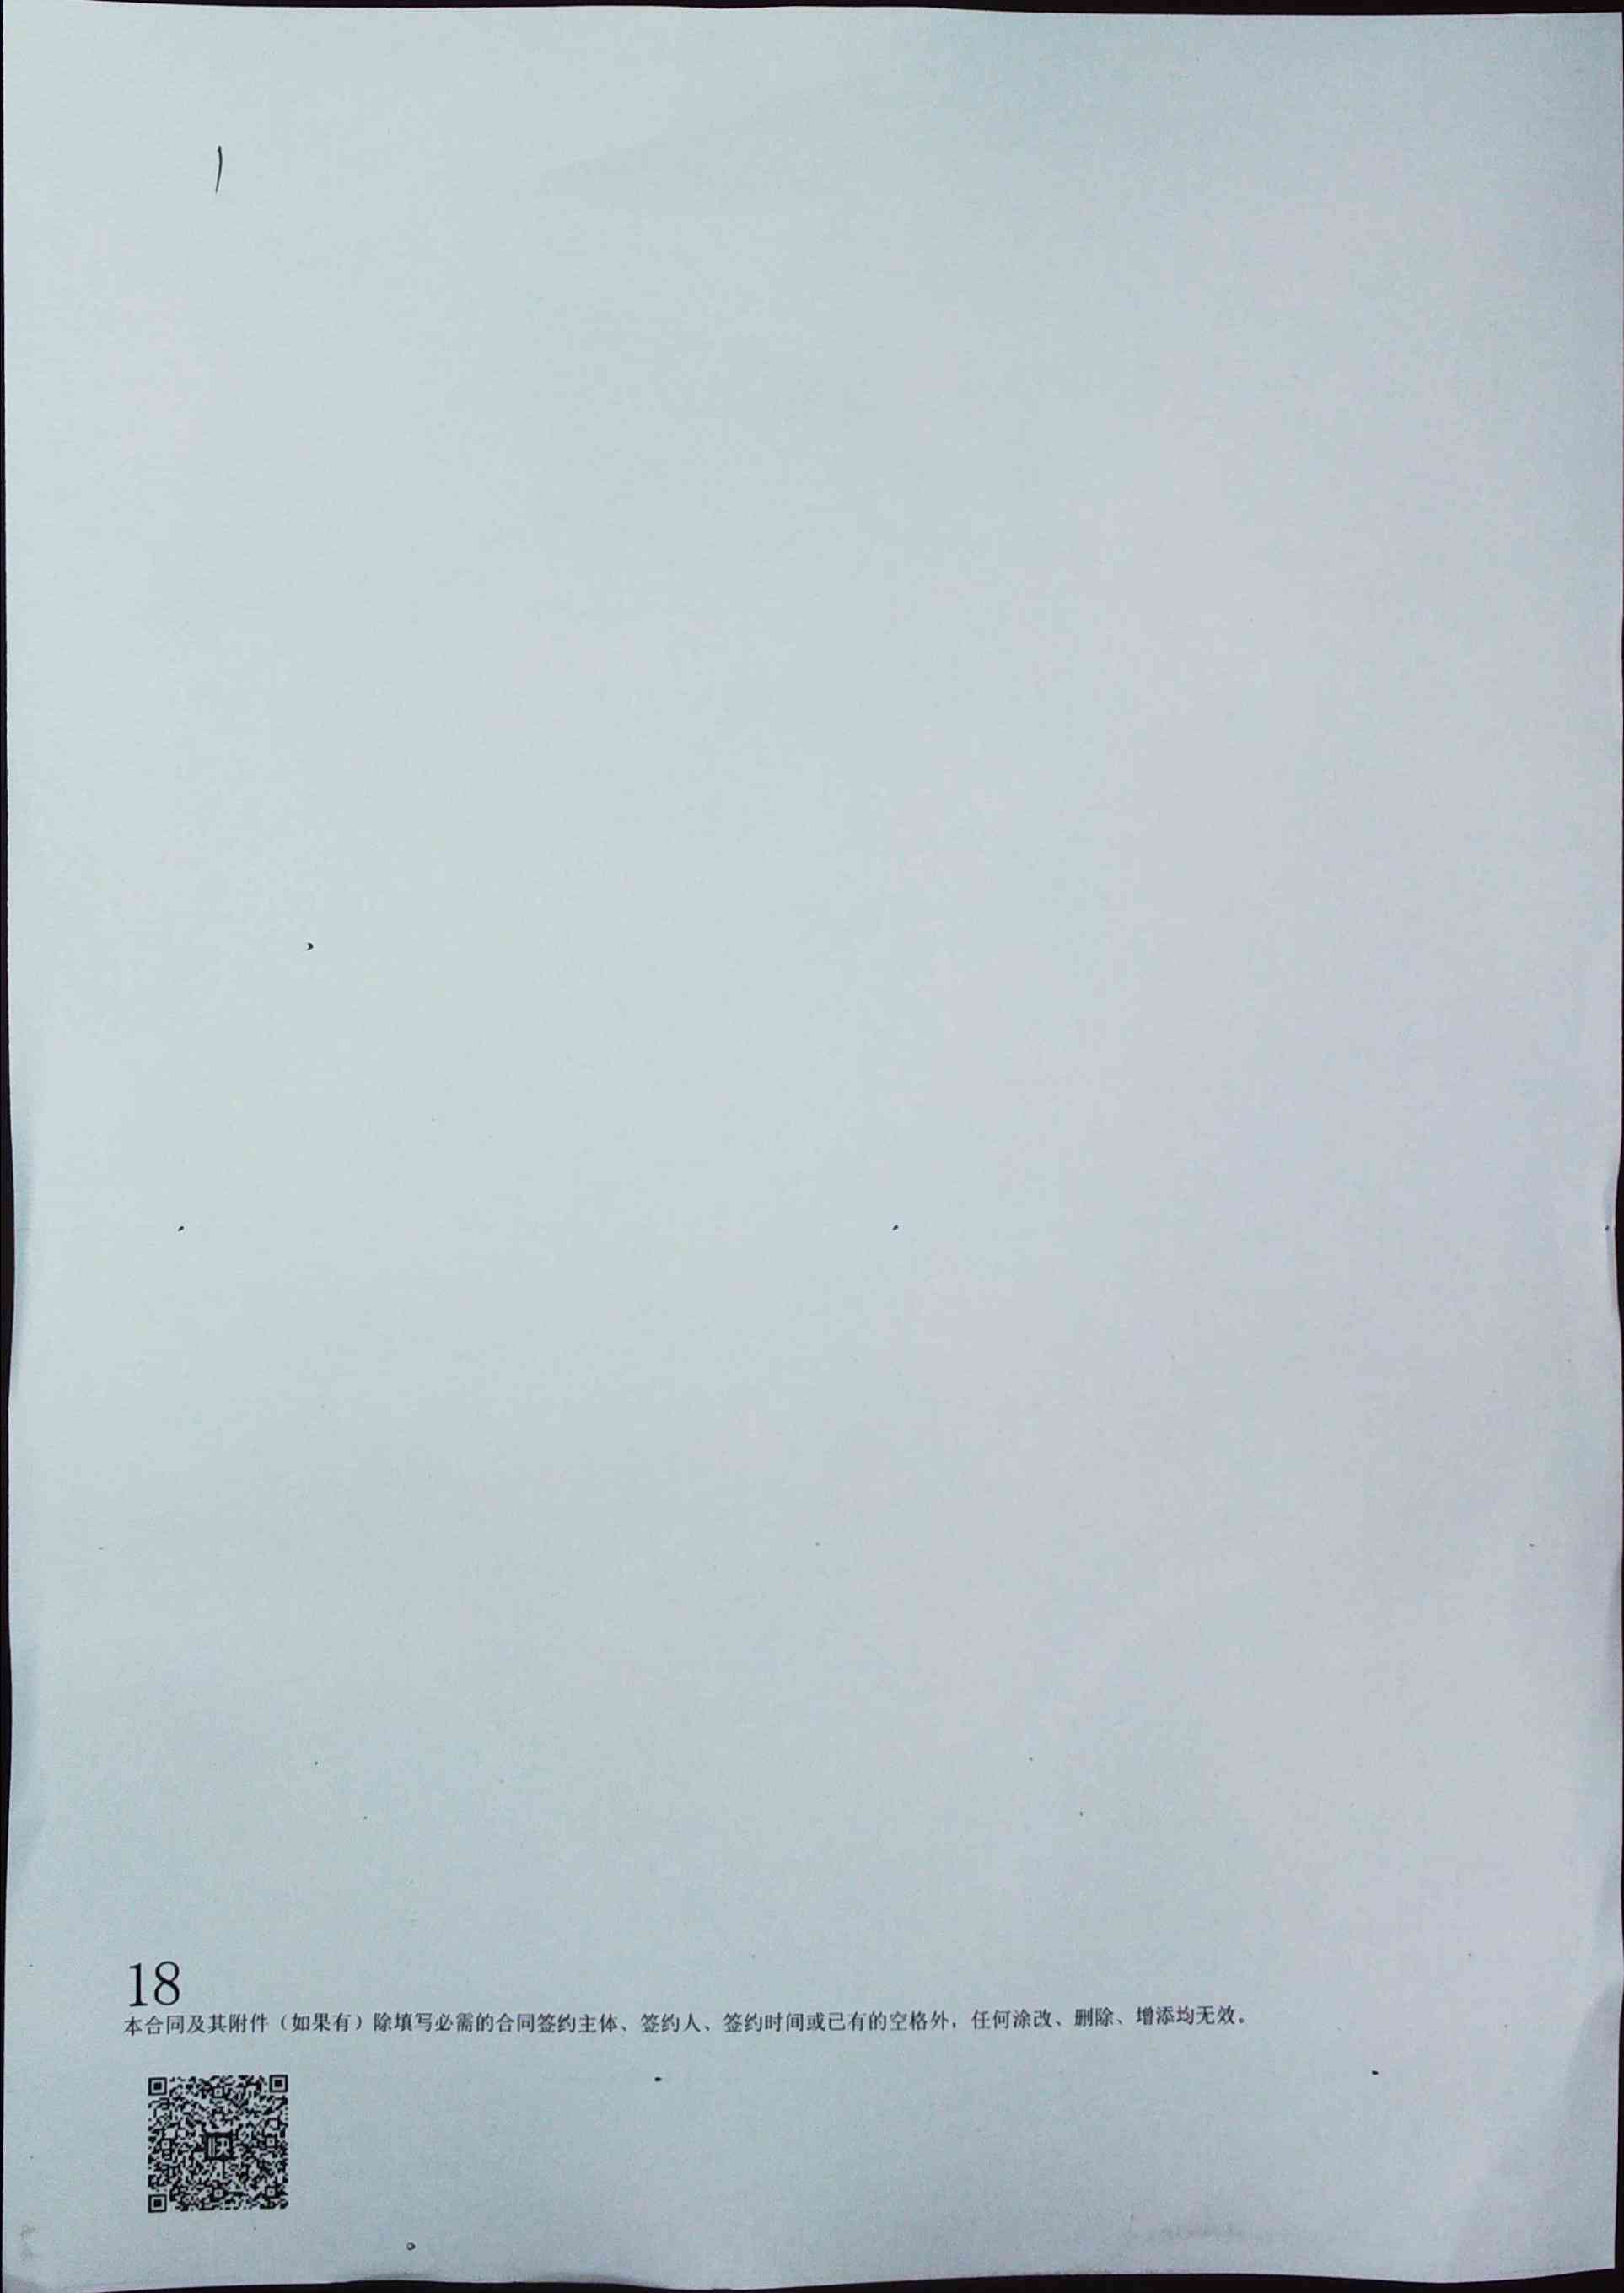 18
本合同及其附件（如果有）除填写必需的合同签约主体、签约人、签约时间或已有的空格外，任何涂改、删除、增添均无效。
快